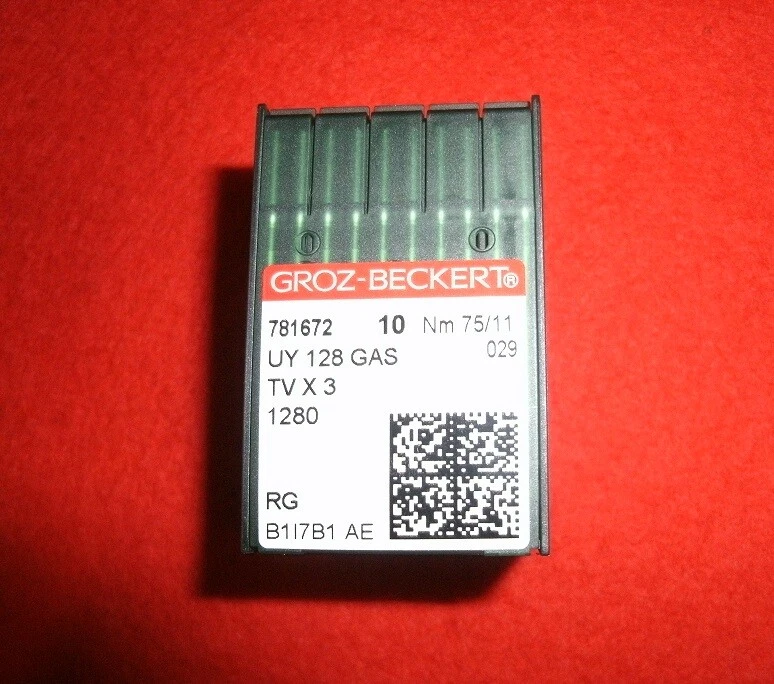 GROZ-BECKERT®
781672 10 Nm 75/11
UY 128 GAS 029
TV X 3
1280
RG
B1I7B1 AE